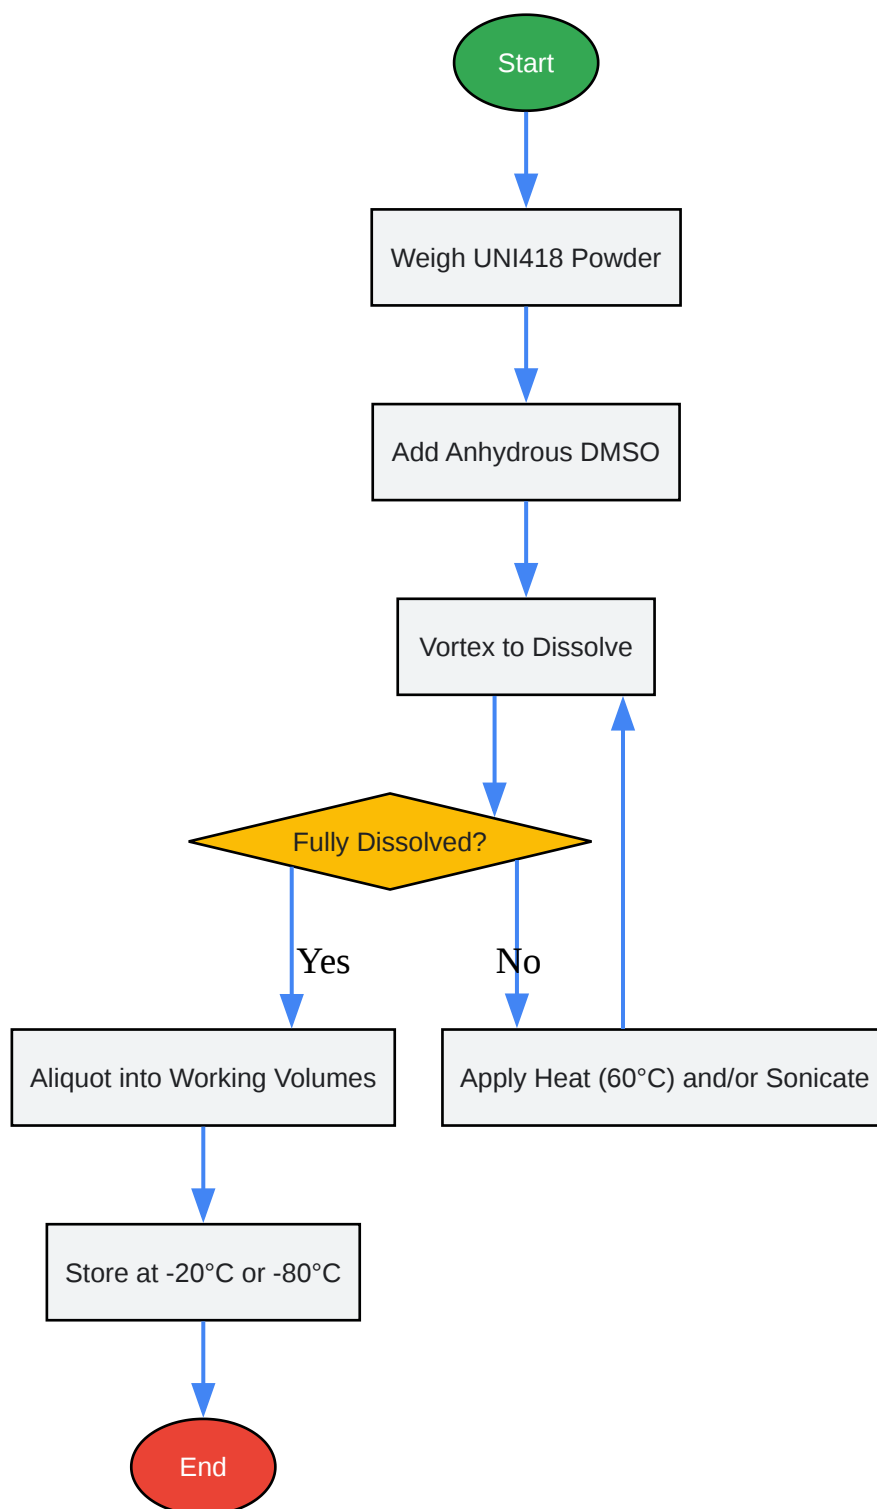 Start
Weigh UNI418 Powder
Add Anhydrous DMSO
Vortex to Dissolve
Fully Dissolved?
Yes
No
Aliquot into Working Volumes
Apply Heat (60°C) and/or Sonicate
Store at -20°C or -80°C
End